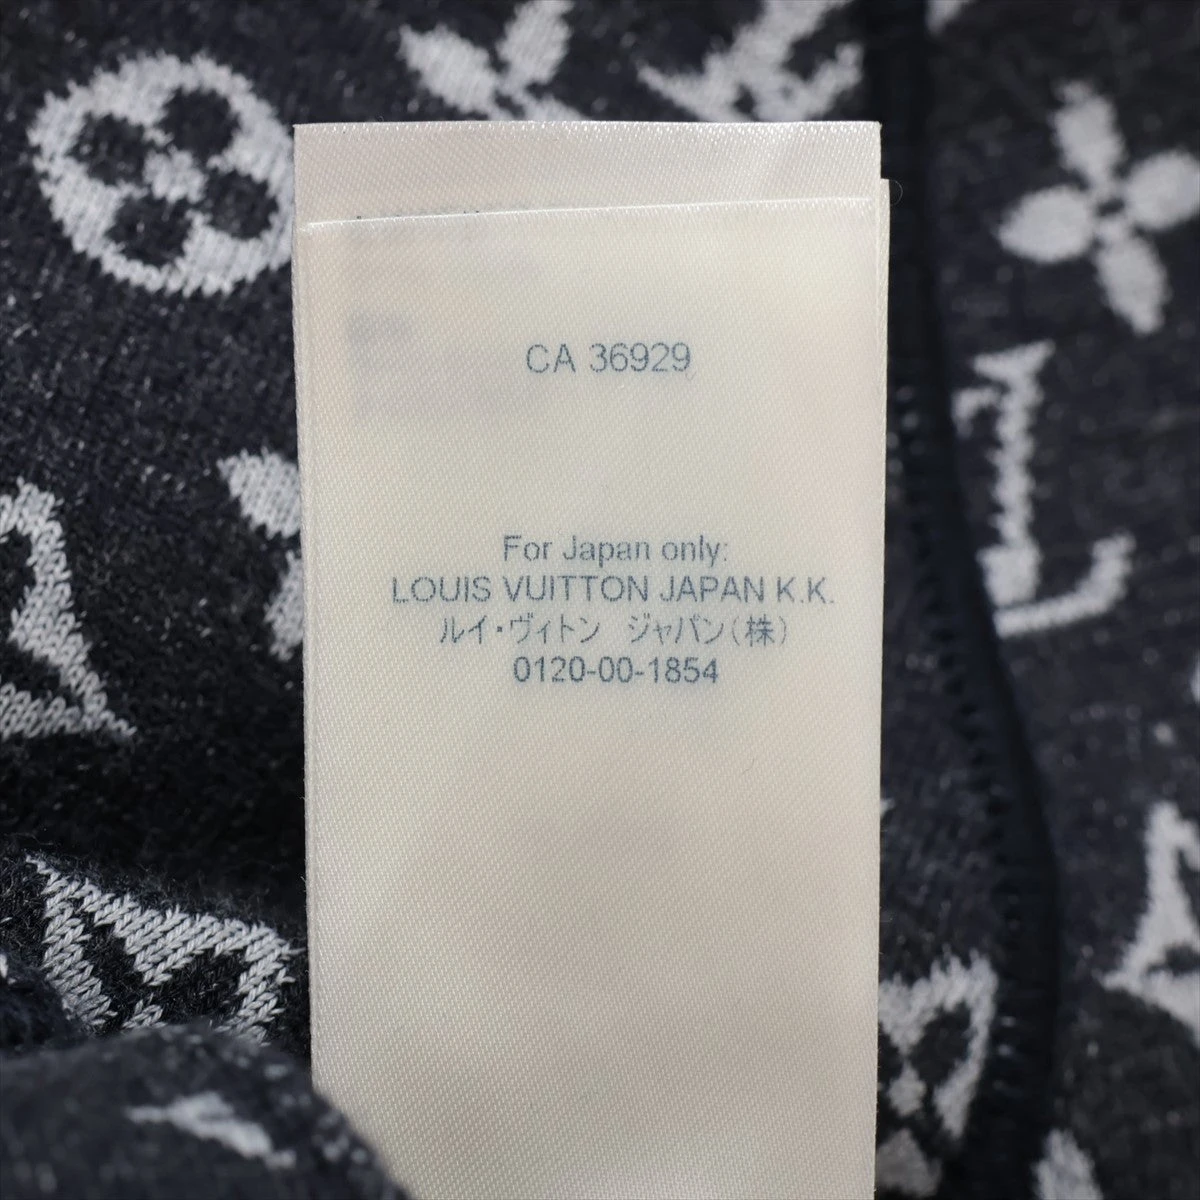 CA 36929
For Japan only:
LOUIS VUITTON JAPAN K.K.
ルイ・ヴィトン　ジャパン(株)
0120-00-1854